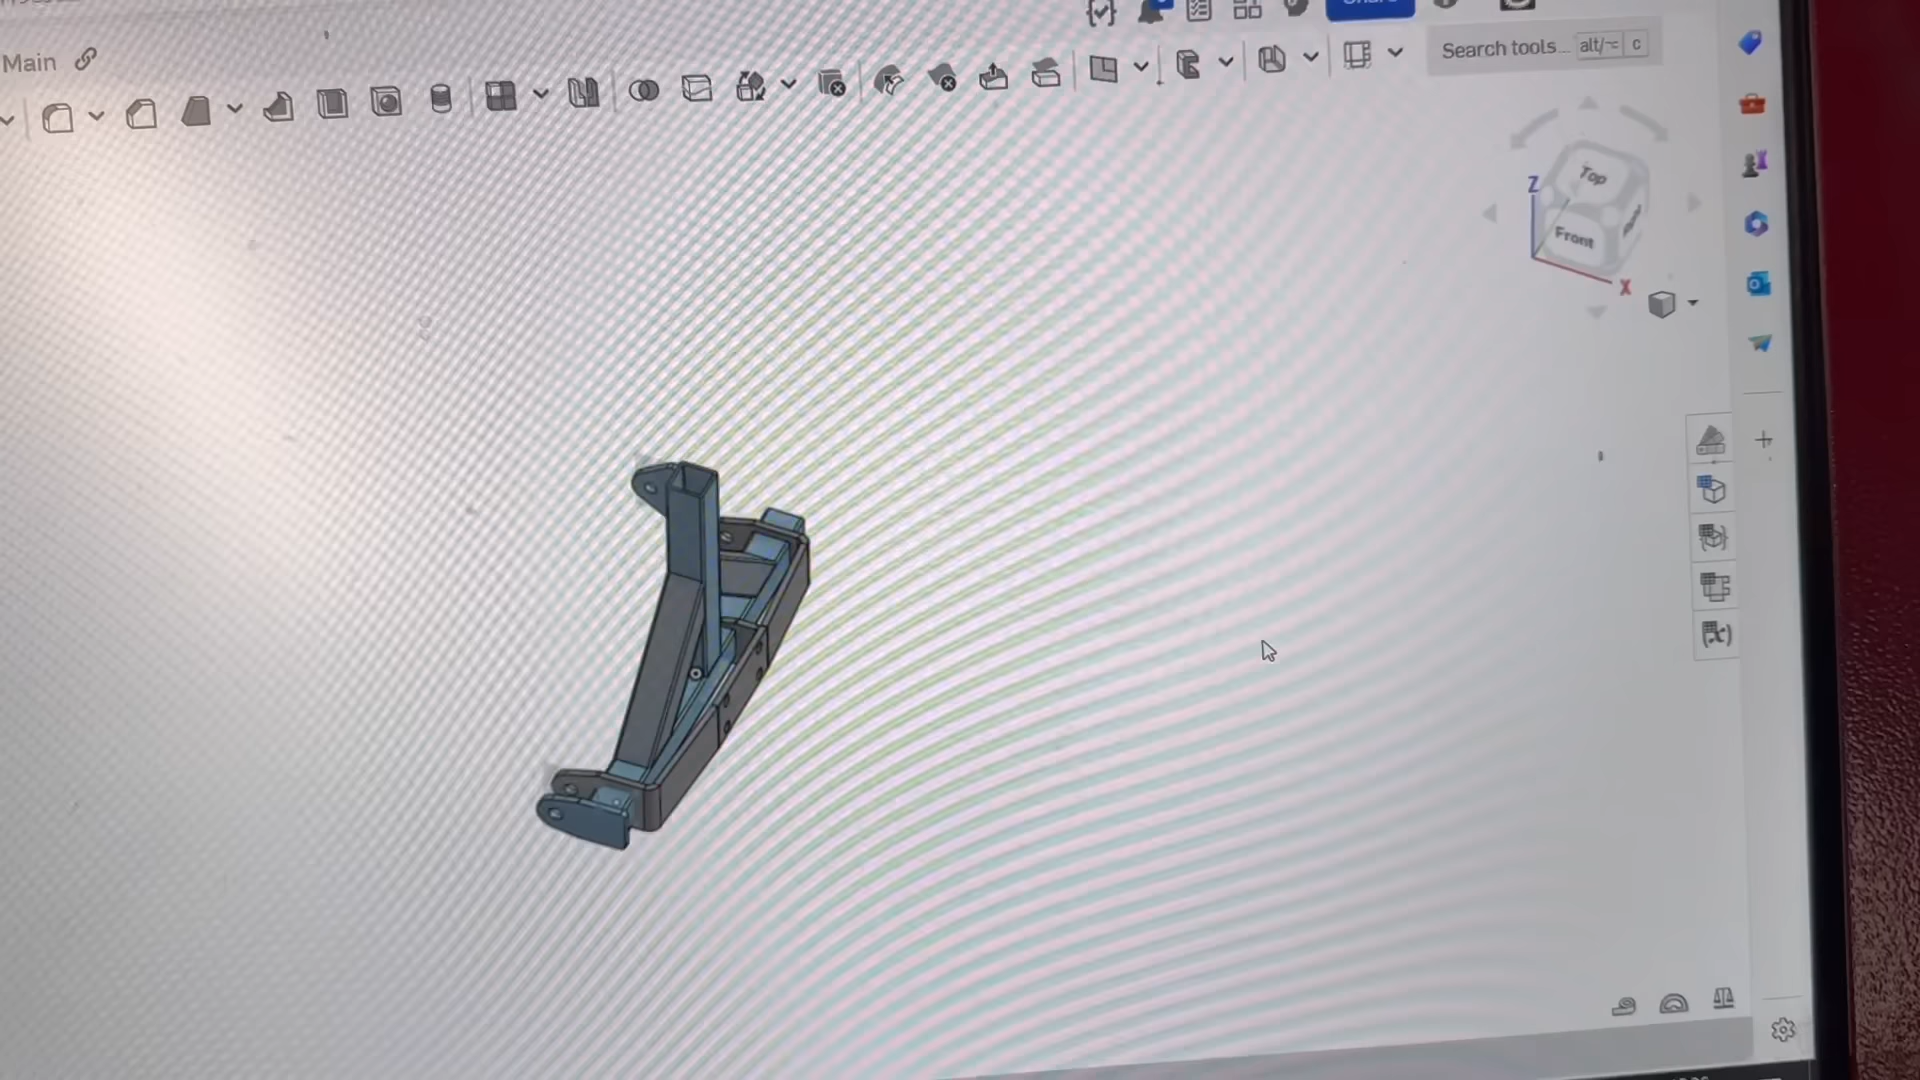 Main
Search tools... alt/⌥ c
Top
Front
Z
X